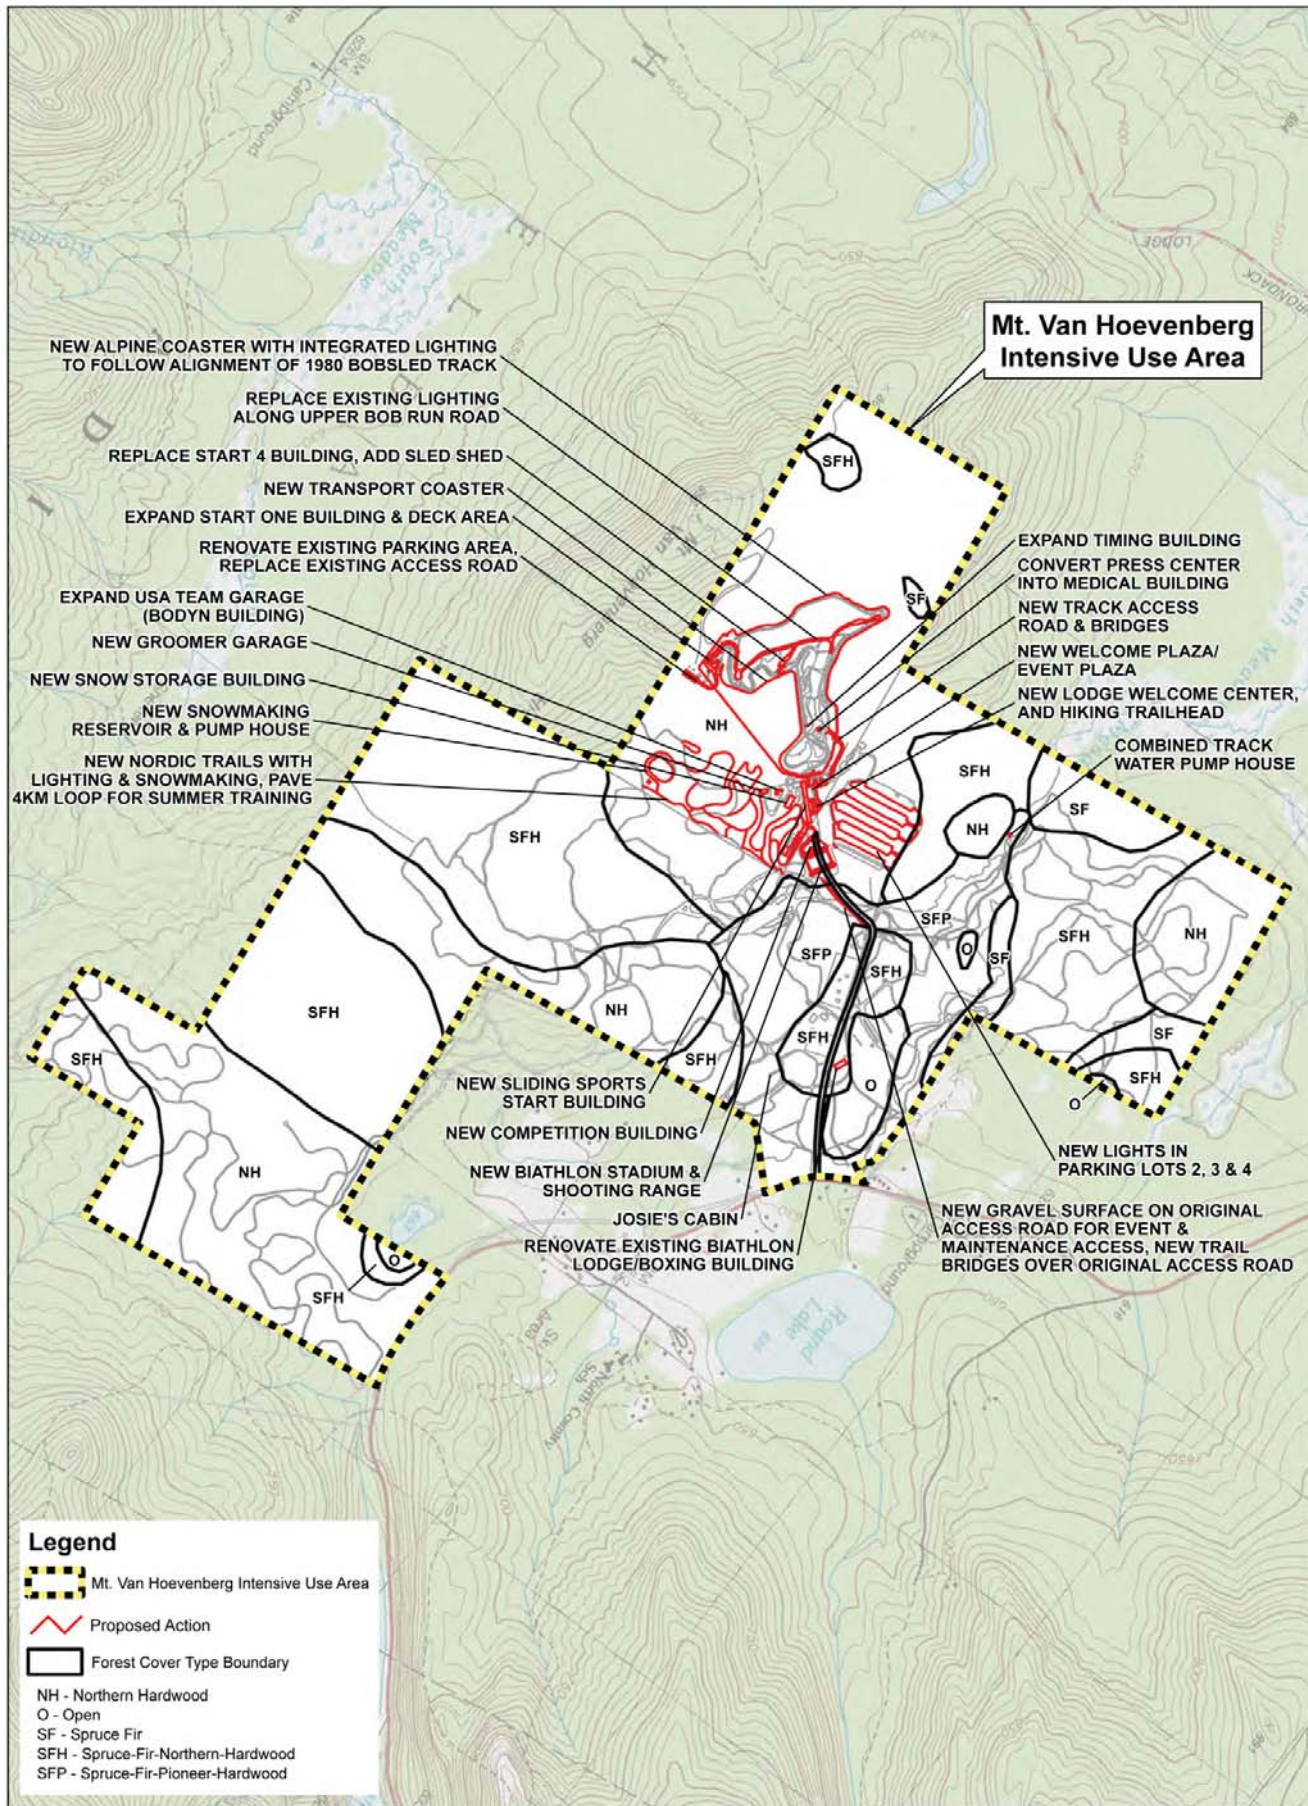 Mt. Van Hoevenberg
Intensive Use Area
NEW ALPINE COASTER WITH INTEGRATED LIGHTING
TO FOLLOW ALIGNMENT OF 1980 BOBSLED TRACK
REPLACE EXISTING LIGHTING
ALONG UPPER BOB RUN ROAD
REPLACE START 4 BUILDING, ADD SLED SHED
NEW TRANSPORT COASTER
EXPAND START ONE BUILDING & DECK AREA
RENOVATE EXISTING PARKING AREA,
REPLACE EXISTING ACCESS ROAD
EXPAND USA TEAM GARAGE
(BODYN BUILDING)
NEW GROOMER GARAGE
NEW SNOW STORAGE BUILDING
NEW SNOWMAKING
RESERVOIR & PUMP HOUSE
NEW NORDIC TRAILS WITH
LIGHTING & SNOWMAKING, PAVE
4KM LOOP FOR SUMMER TRAINING
EXPAND TIMING BUILDING
CONVERT PRESS CENTER
INTO MEDICAL BUILDING
NEW TRACK ACCESS
ROAD & BRIDGES
NEW WELCOME PLAZA/
EVENT PLAZA
NEW LODGE WELCOME CENTER,
AND HIKING TRAILHEAD
COMBINED TRACK
WATER PUMP HOUSE
SFH
SF
NH
SFH
SF
NH
SFH
SFP
SFH
NH
O
SF
SFP
SFH
SFH
NH
SFH
SFH
SF
SFH
O
O
SFH
NH
O
SFH
NEW SLIDING SPORTS
START BUILDING
NEW COMPETITION BUILDING
NEW BIATHLON STADIUM &
SHOOTING RANGE
JOSIE'S CABIN
RENOVATE EXISTING BIATHLON
LODGE/BOXING BUILDING
NEW LIGHTS IN
PARKING LOTS 2, 3 & 4
NEW GRAVEL SURFACE ON ORIGINAL
ACCESS ROAD FOR EVENT &
MAINTENANCE ACCESS, NEW TRAIL
BRIDGES OVER ORIGINAL ACCESS ROAD
Campground
South
Meadow
LODGE
Round
Lake
Campground
North Country
Sch
Legend
Mt. Van Hoevenberg Intensive Use Area
Proposed Action
Forest Cover Type Boundary
NH - Northern Hardwood
O - Open
SF - Spruce Fir
SFH - Spruce-Fir-Northern-Hardwood
SFP - Spruce-Fir-Pioneer-Hardwood